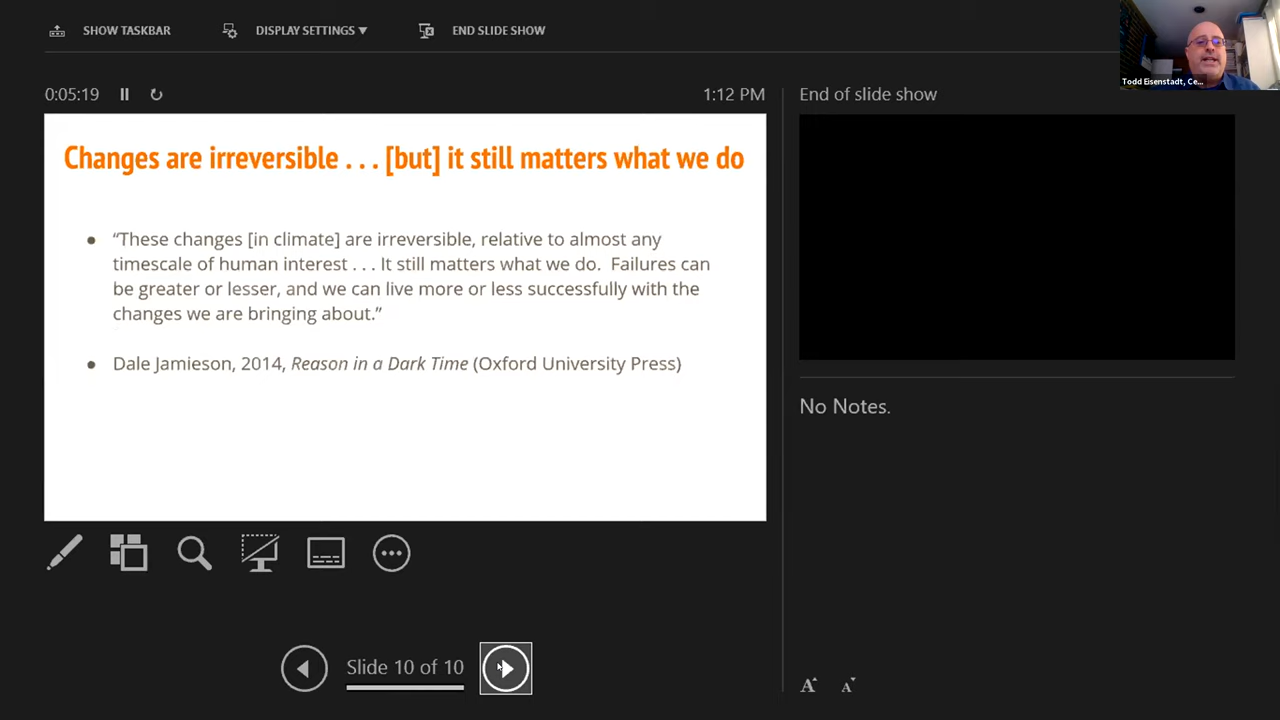 SHOW TASKBAR DISPLAY SETTINGS ▼ END SLIDE SHOW
Todd Eisenstadt, Ce...
0:05:19 1:12 PM
End of slide show
Changes are irreversible . . . [but] it still matters what we do
● “These changes [in climate] are irreversible, relative to almost any
timescale of human interest . . . It still matters what we do. Failures can
be greater or lesser, and we can live more or less successfully with the
changes we are bringing about.”
● Dale Jamieson, 2014, Reason in a Dark Time (Oxford University Press)
No Notes.
Slide 10 of 10
A A